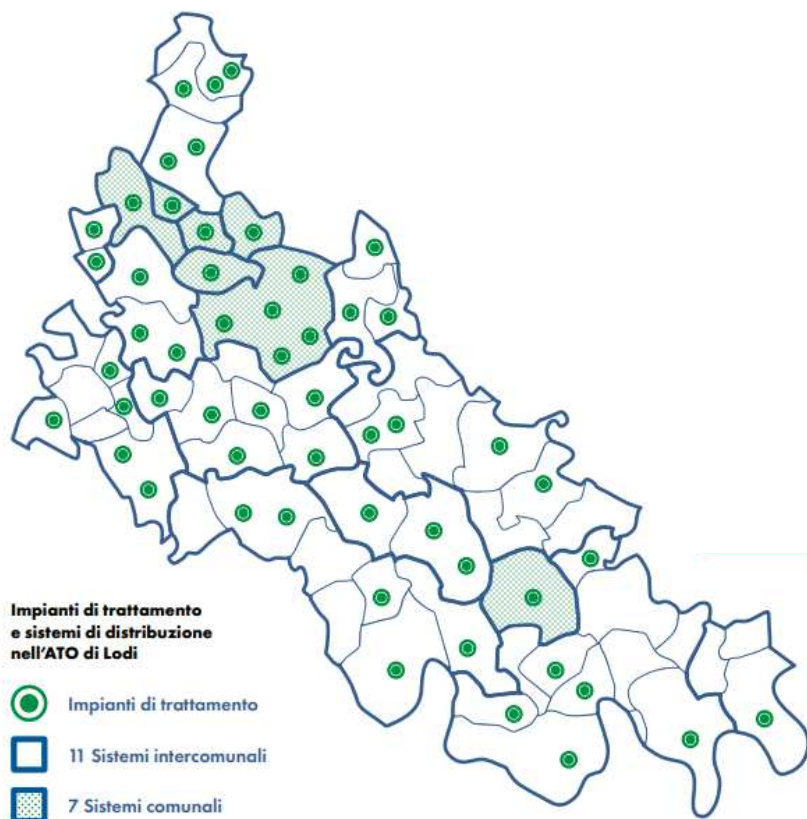 Impianti di trattamento
e sistemi di distribuzione
nell'ATO di Lodi
Impianti di trattamento
11 Sistemi intercomunali
7 Sistemi comunali